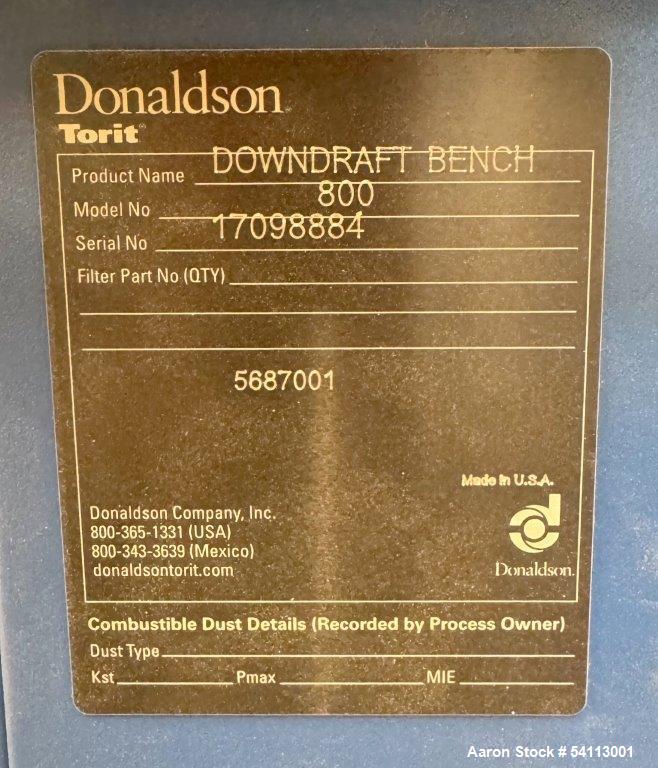 Donaldson
Torit®
Product Name DOWNDRAFT BENCH
Model No 800
Serial No 17098884
Filter Part No (QTY)
5687001
Made in U.S.A.
Donaldson Company, Inc.
800-365-1331 (USA)
800-343-3639 (Mexico)
donaldsontorit.com
Donaldson.
Combustible Dust Details (Recorded by Process Owner)
Dust Type
Kst Pmax MIE
Aaron Stock # 54113001